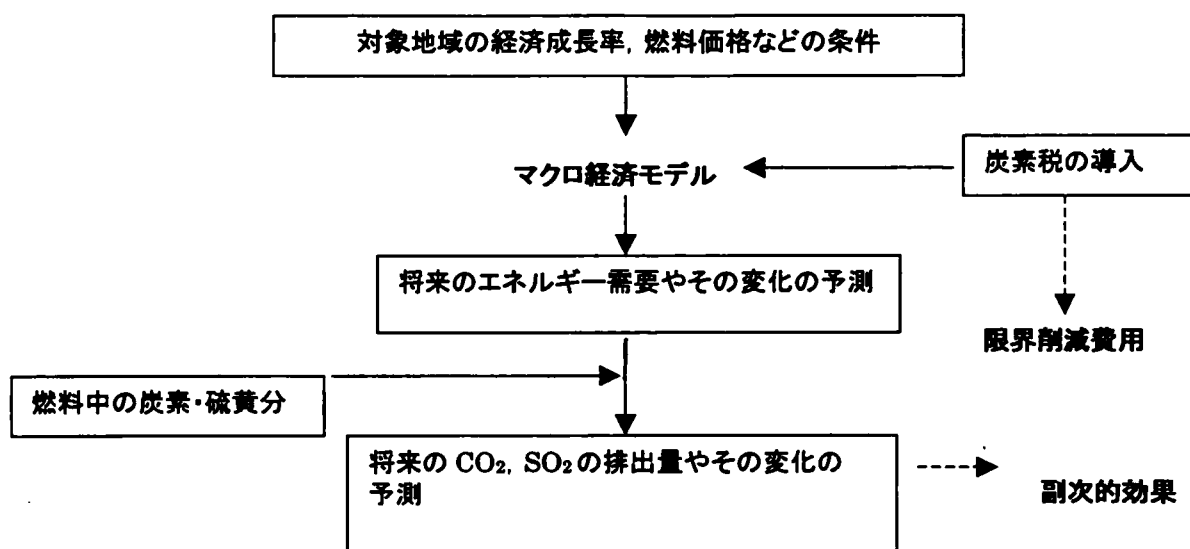 対象地域の経済成長率, 燃料価格などの条件
マクロ経済モデル
炭素税の導入
将来のエネルギー需要やその変化の予測
限界削減費用
燃料中の炭素・硫黄分
将来の CO₂, SO₂の排出量やその変化の
予測
副次的効果